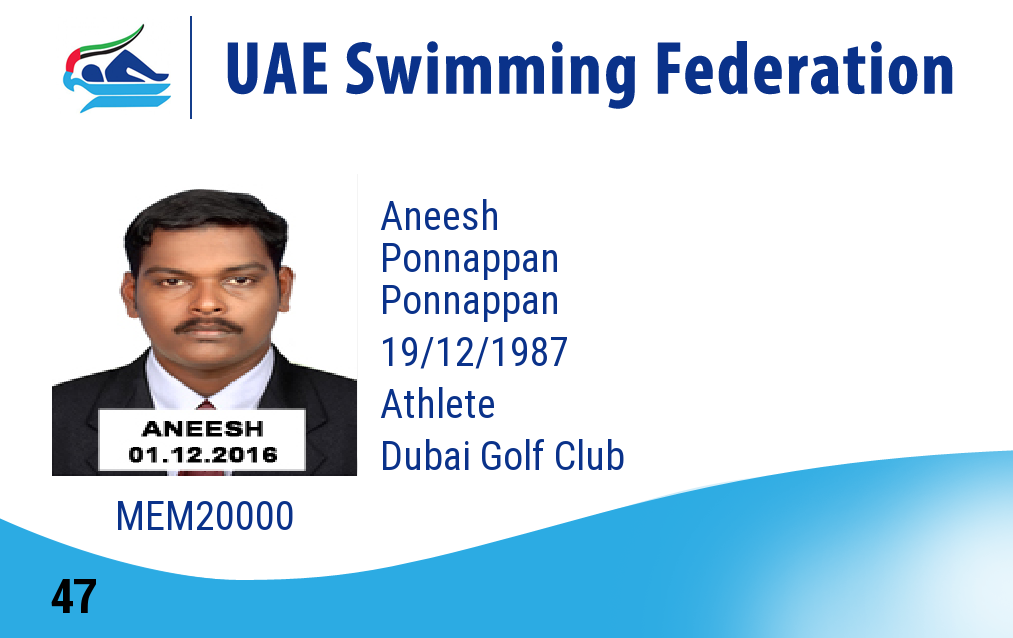 UAE Swimming Federation
Aneesh
Ponnappan
Ponnappan
19/12/1987
Athlete
Dubai Golf Club
ANEESH
01.12.2016
MEM20000
47